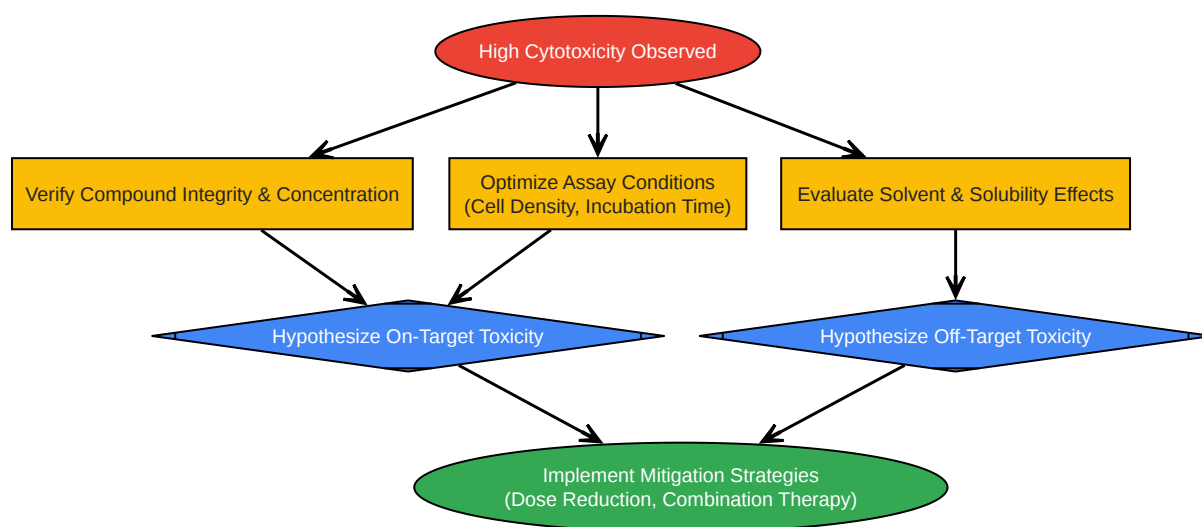 High Cytotoxicity Observed
Verify Compound Integrity & Concentration
Optimize Assay Conditions
(Cell Density, Incubation Time)
Evaluate Solvent & Solubility Effects
Hypothesize On-Target Toxicity
Hypothesize Off-Target Toxicity
Implement Mitigation Strategies
(Dose Reduction, Combination Therapy)